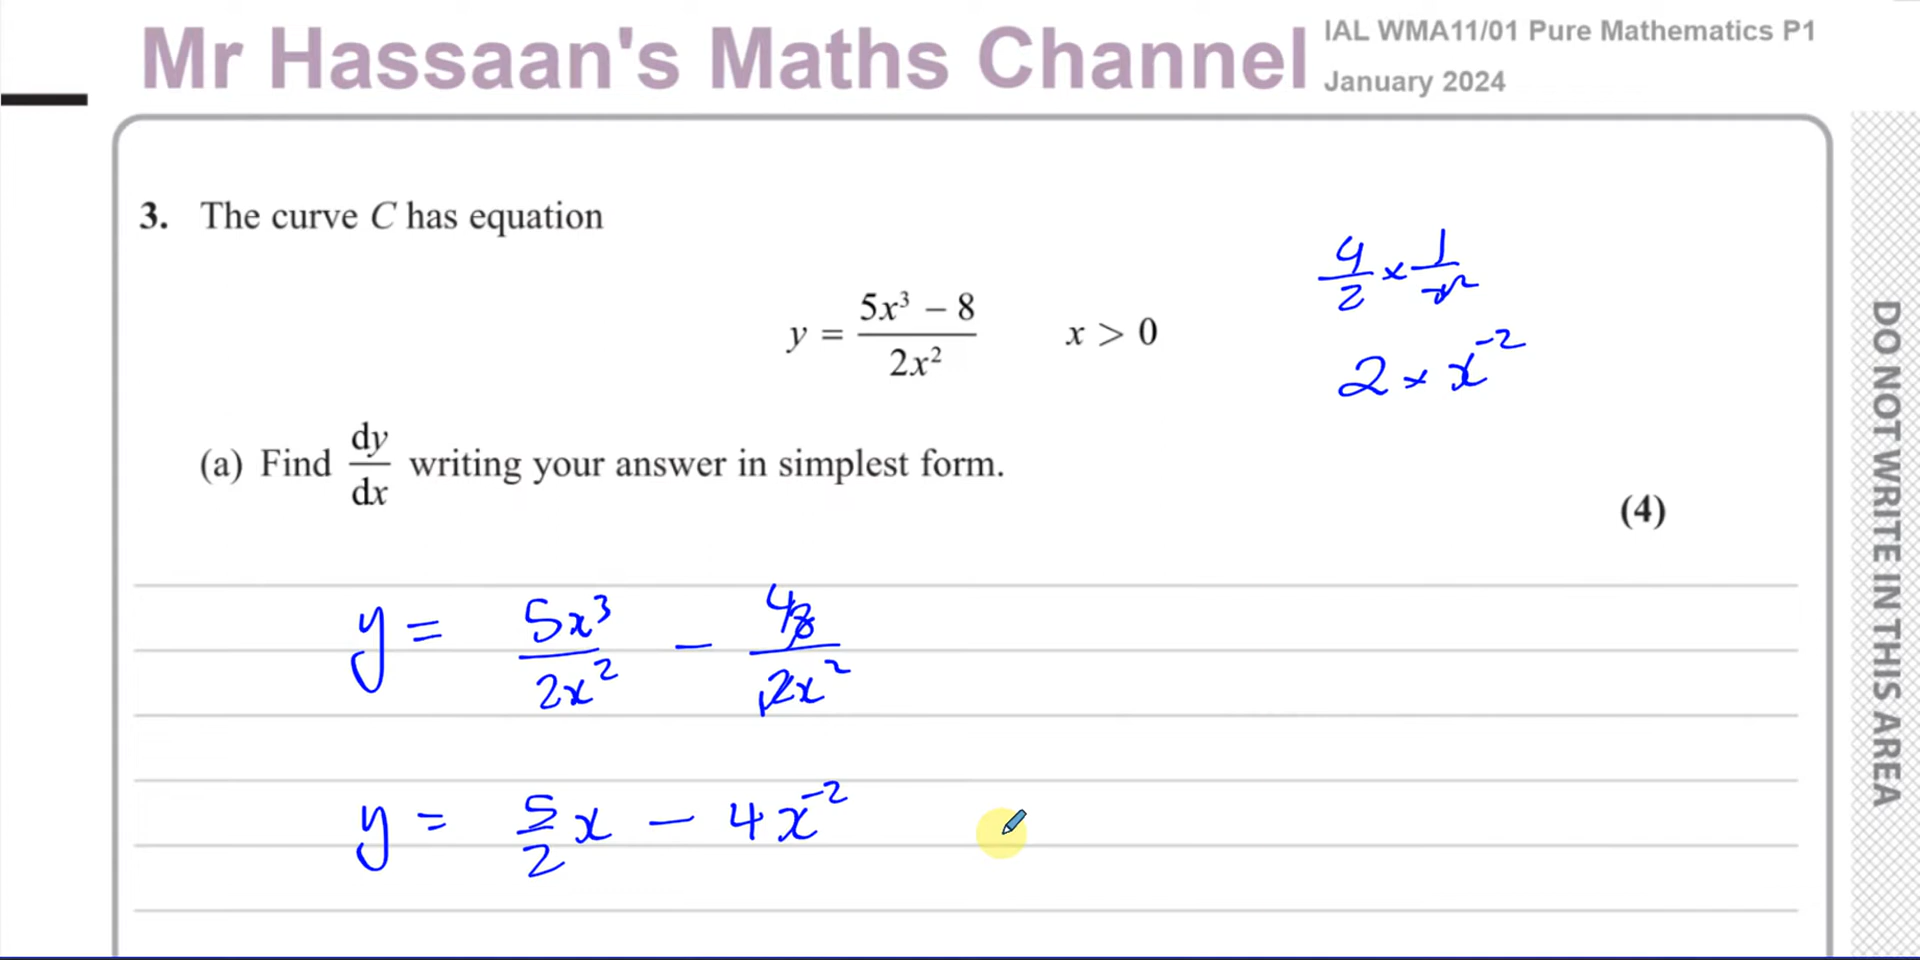 Mr Hassaan's Maths Channel
IAL WMA11/01 Pure Mathematics P1
January 2024
3. The curve C has equation
y = (5x³ − 8)/(2x²) x > 0
4/2 × 1/x²
2 × x⁻²
(a) Find dy/dx writing your answer in simplest form.
(4)
y = 5x³/2x² − 48/12x²
y = 5/2 x − 4x⁻²
DO NOT WRITE IN THIS AREA